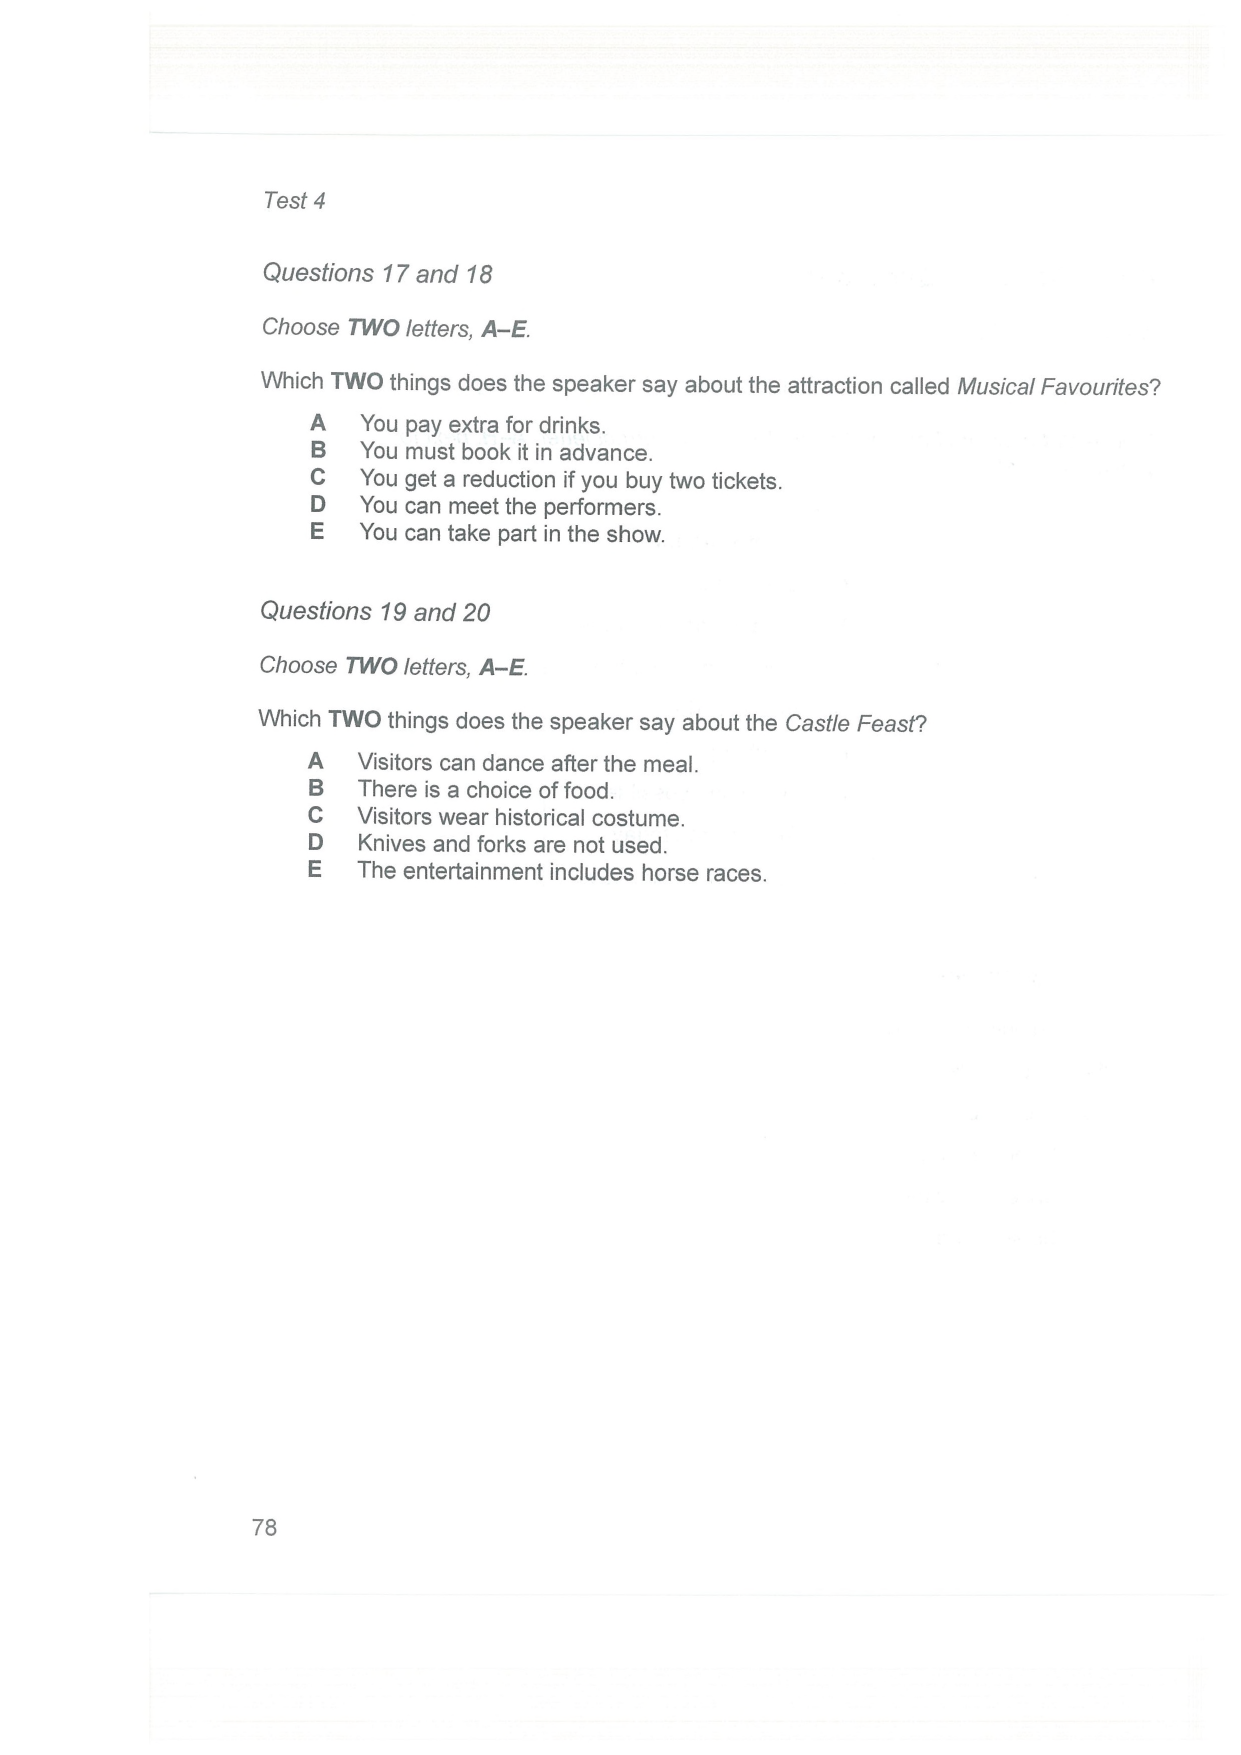 Test 4
Questions 17 and 18
Choose TWO letters, A–E.
Which TWO things does the speaker say about the attraction called Musical Favourites?
A You pay extra for drinks.
B You must book it in advance.
C You get a reduction if you buy two tickets.
D You can meet the performers.
E You can take part in the show.
Questions 19 and 20
Choose TWO letters, A–E.
Which TWO things does the speaker say about the Castle Feast?
A Visitors can dance after the meal.
B There is a choice of food.
C Visitors wear historical costume.
D Knives and forks are not used.
E The entertainment includes horse races.
78